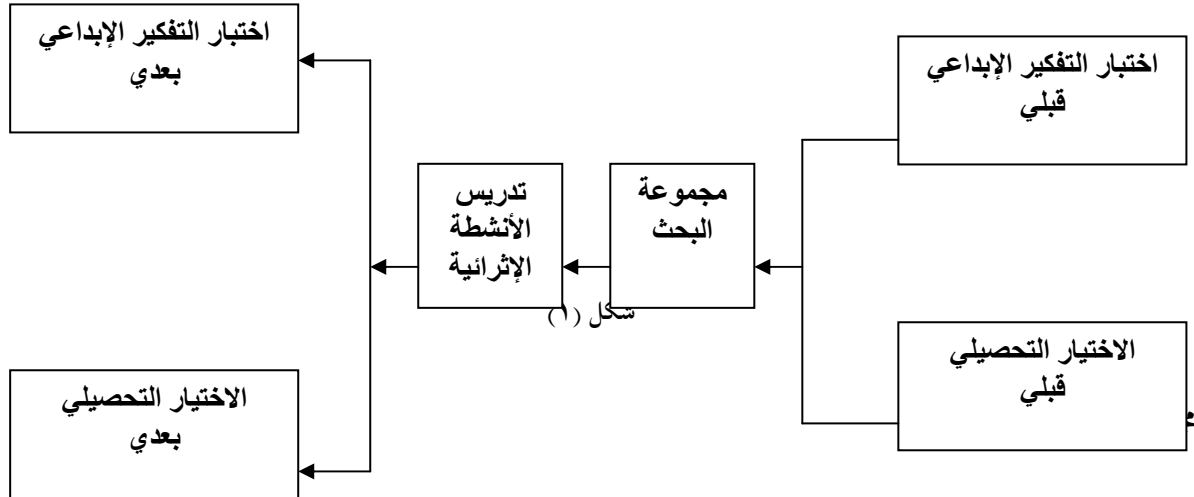 اختبار التفكير الإبداعي
قبلي
الاختيار التحصيلي
قبلي
مجموعة
البحث
تدريس
الأنشطة
الإثرائية
اختبار التفكير الإبداعي
بعدي
الاختيار التحصيلي
بعدي
شكل (١)